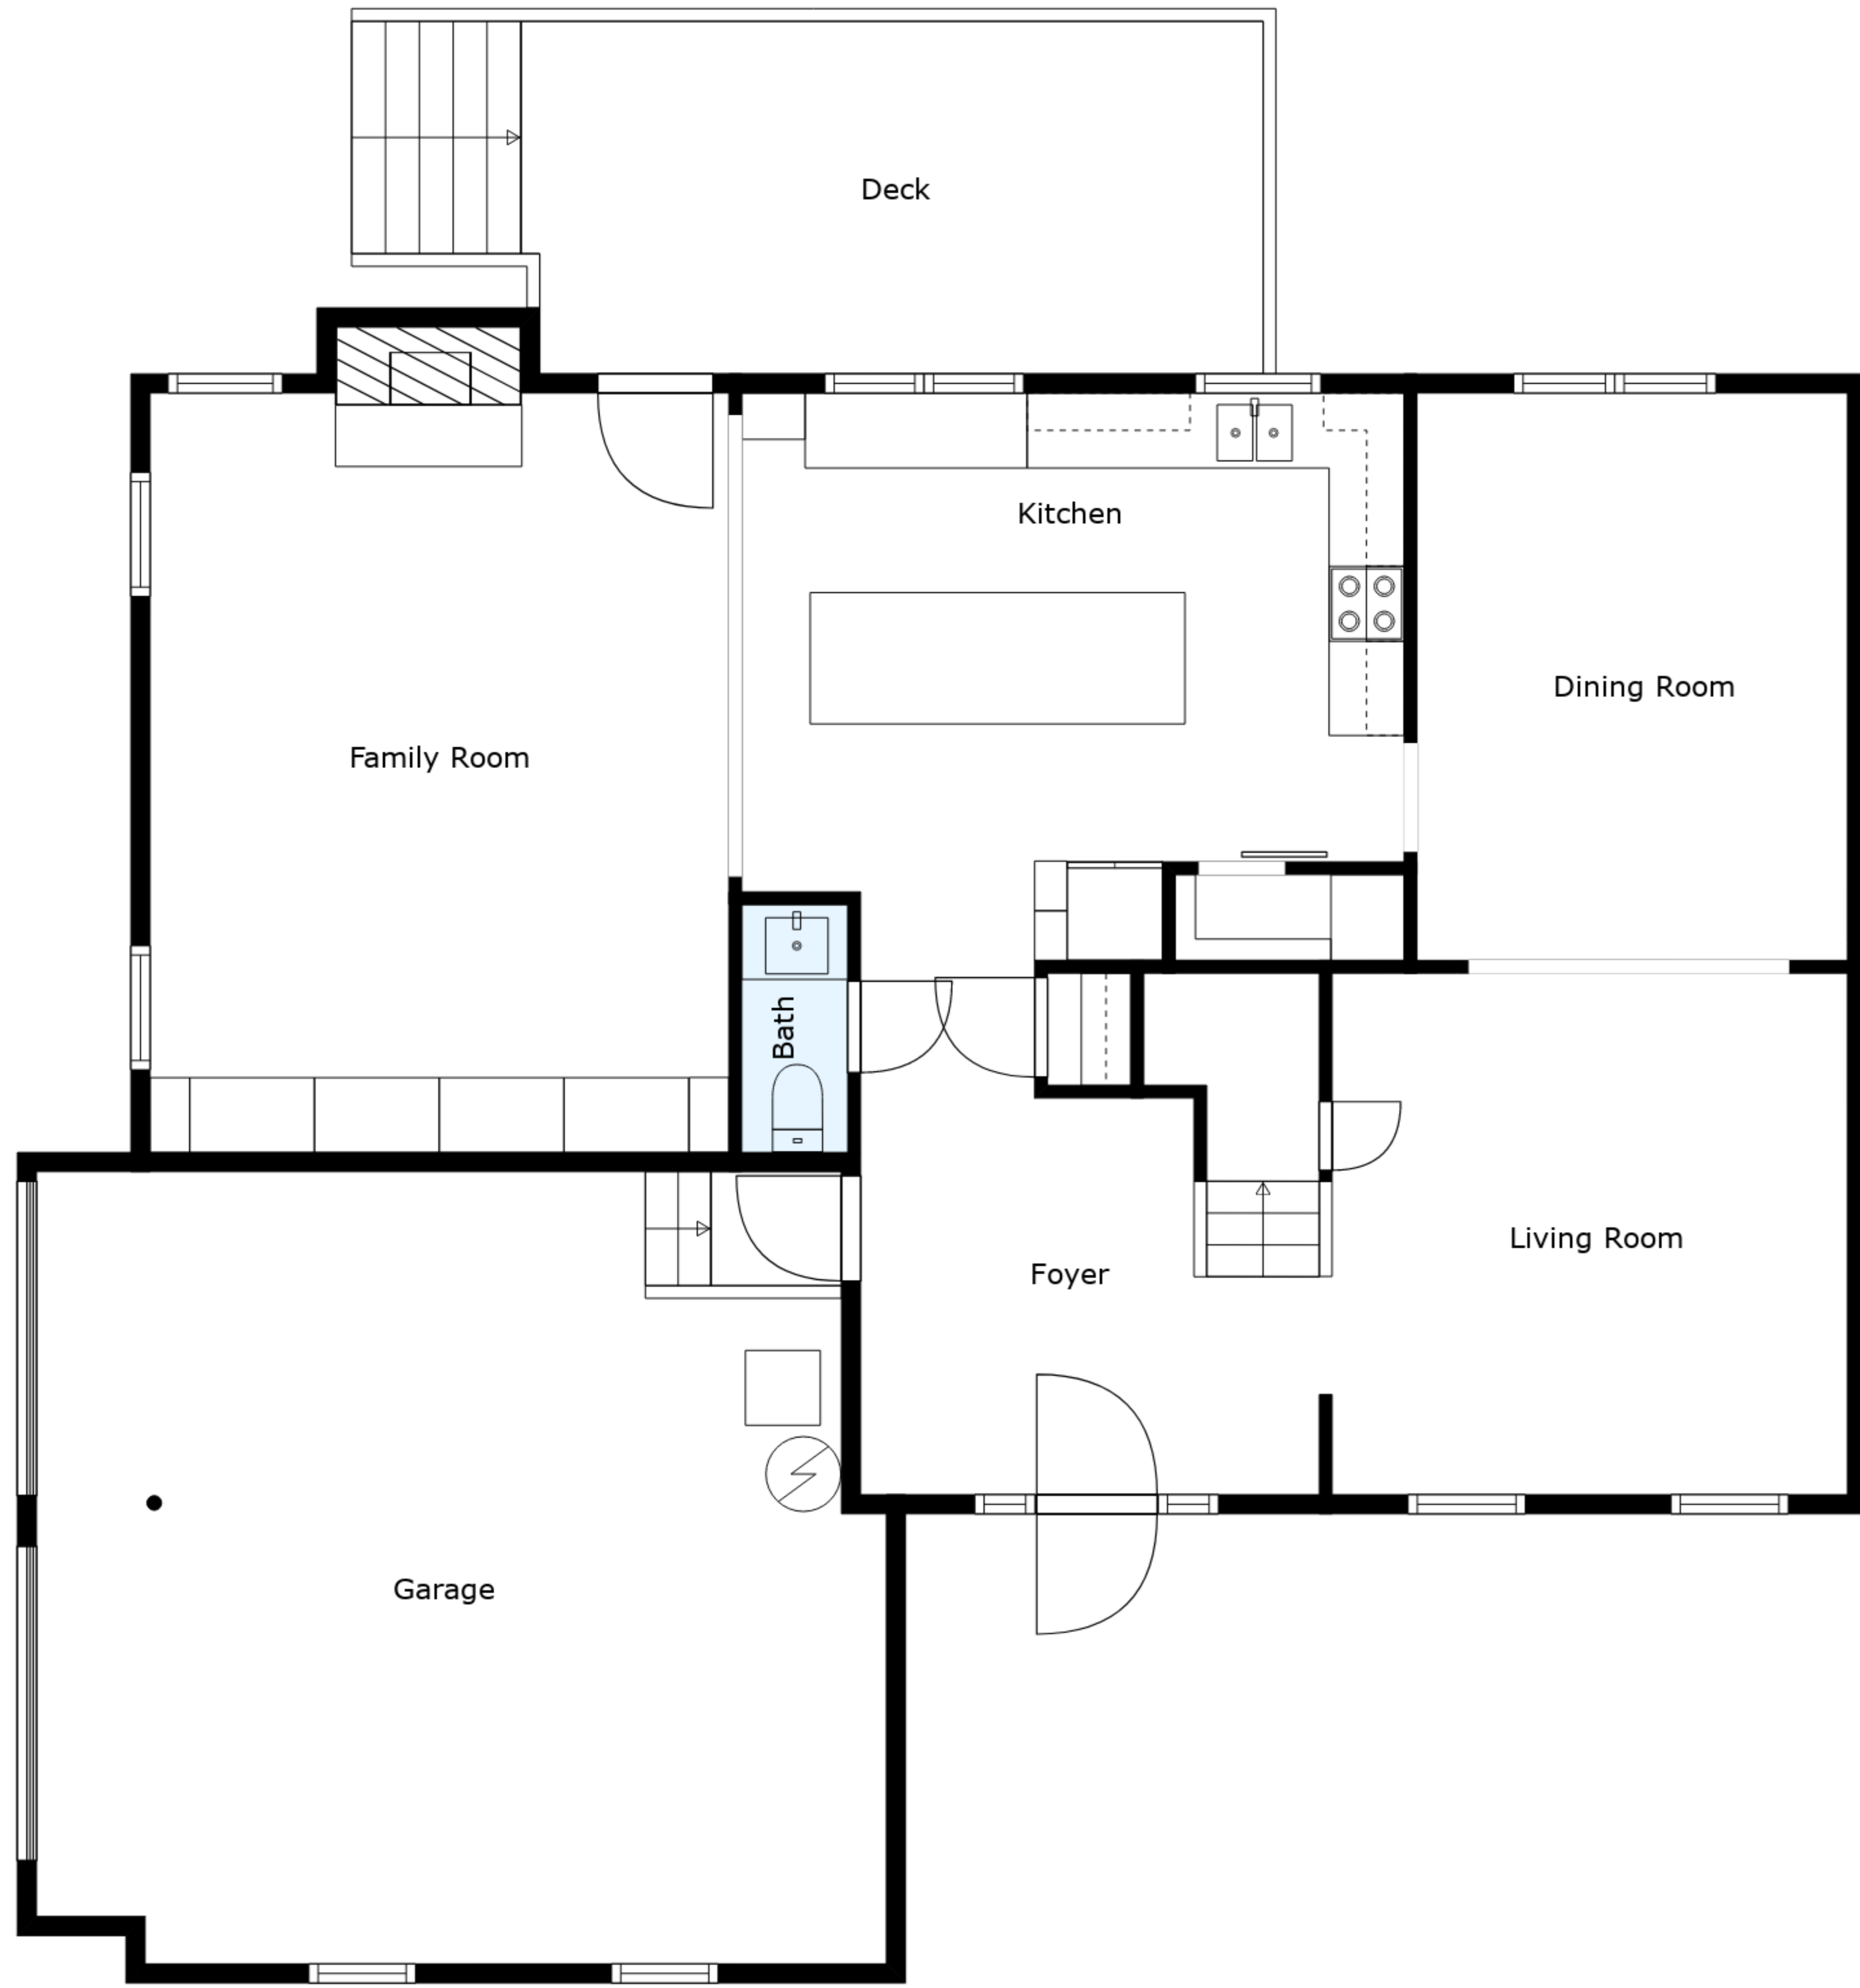 Deck
Kitchen
Dining Room
Family Room
Bath
Living Room
Foyer
Garage